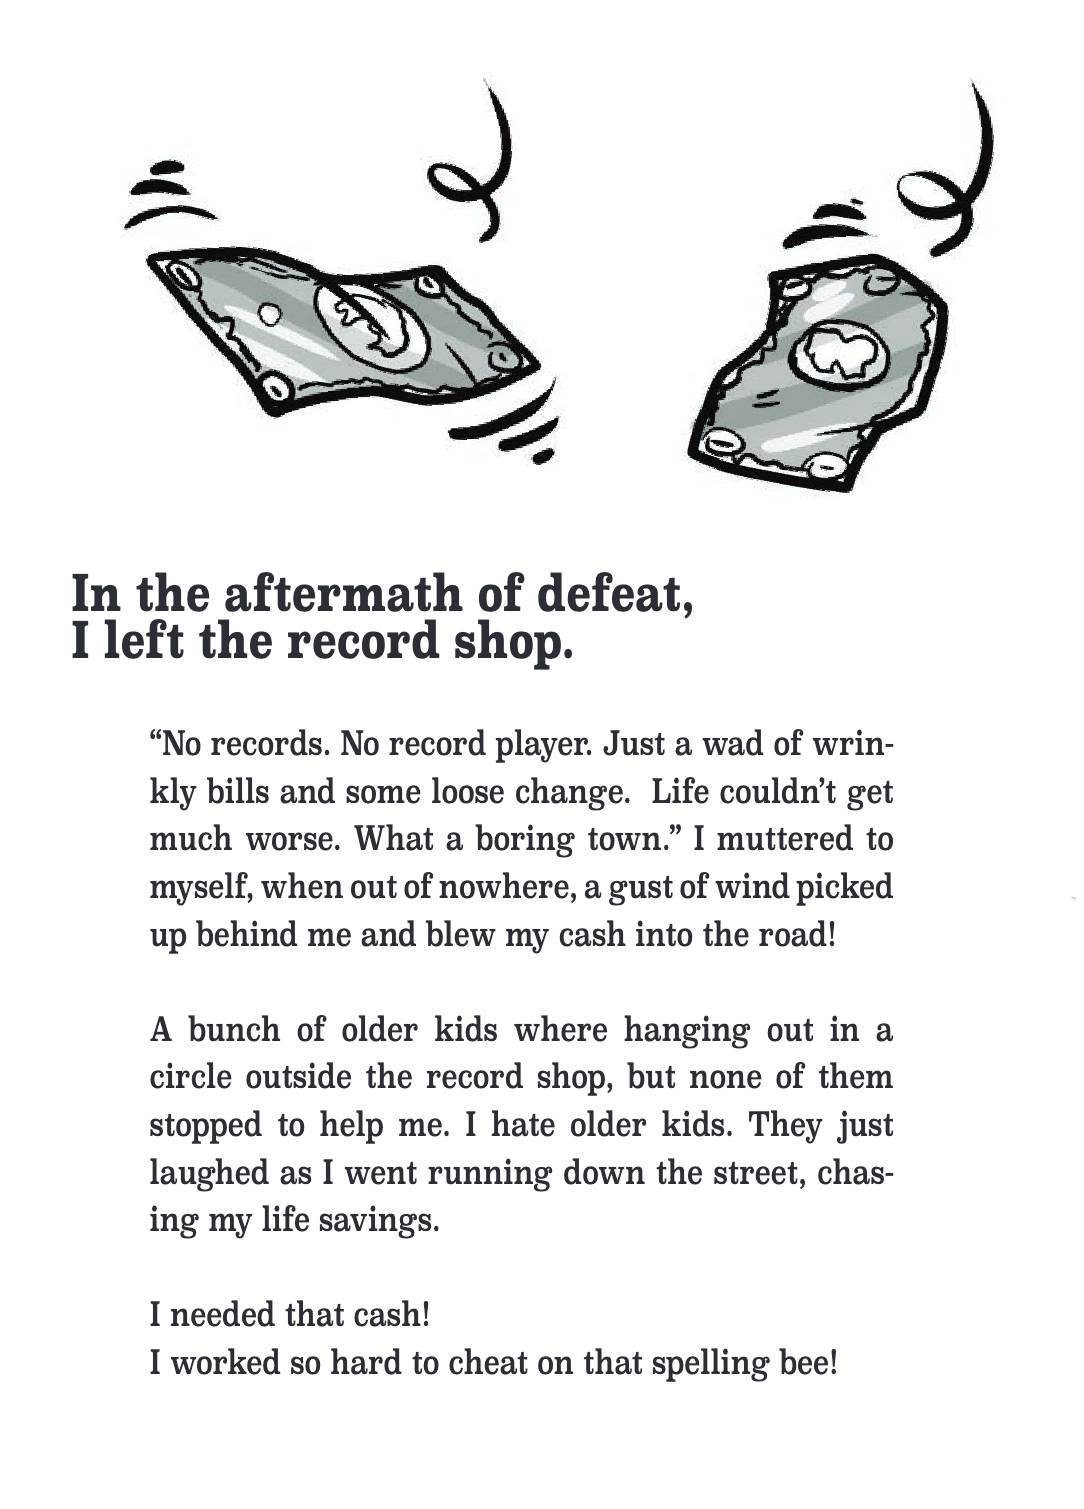 In the aftermath of defeat,
I left the record shop.
“No records. No record player. Just a wad of wrin-
kly bills and some loose change.  Life couldn’t get
much worse. What a boring town.” I muttered to
myself, when out of nowhere, a gust of wind picked
up behind me and blew my cash into the road!
A bunch of older kids where hanging out in a
circle outside the record shop, but none of them
stopped to help me. I hate older kids. They just
laughed as I went running down the street, chas-
ing my life savings.
I needed that cash!
I worked so hard to cheat on that spelling bee!